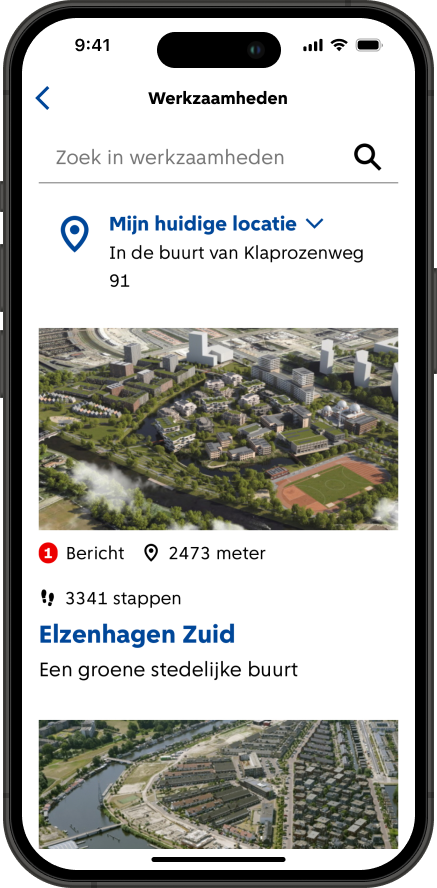 9:41
Werkzaamheden
Zoek in werkzaamheden
Mijn huidige locatie
In de buurt van Klaprozenweg
91
1 Bericht 2473 meter
3341 stappen
Elzenhagen Zuid
Een groene stedelijke buurt